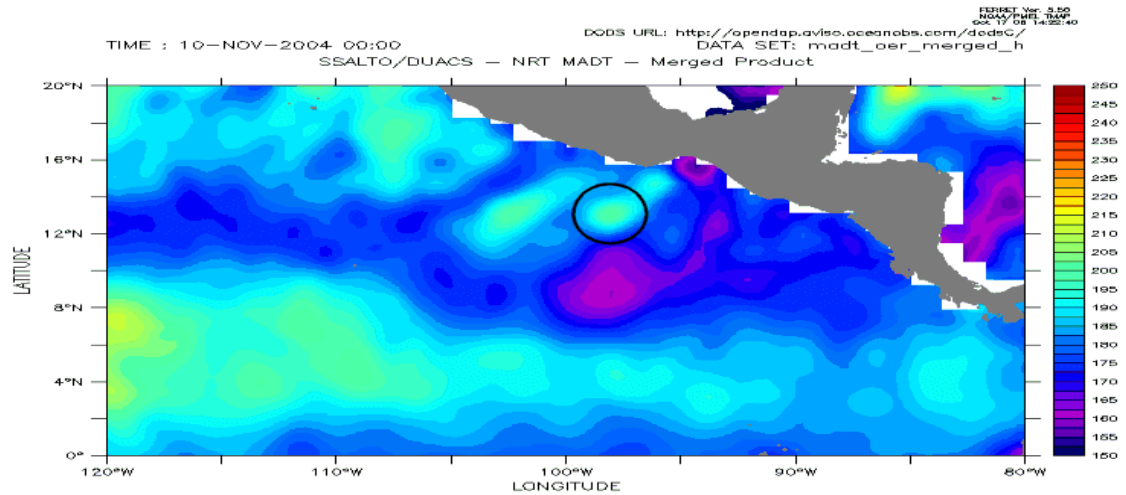 FERRET Ver. 5.50
NOAA/PMEL TMAP
Oct 17 08 14:22:40
DODS URL: http://opendap.aviso.oceanobs.com/dodsC/
TIME : 10-NOV-2004 00:00
DATA SET: madt_oer_merged_h
SSALTO/DUACS - NRT MADT - Merged Product
20°N
16°N
12°N
8°N
4°N
0°
LATITUDE
120°W
110°W
100°W
90°W
80°W
LONGITUDE
250
245
240
235
230
225
220
215
210
205
200
195
190
185
180
175
170
165
160
155
150